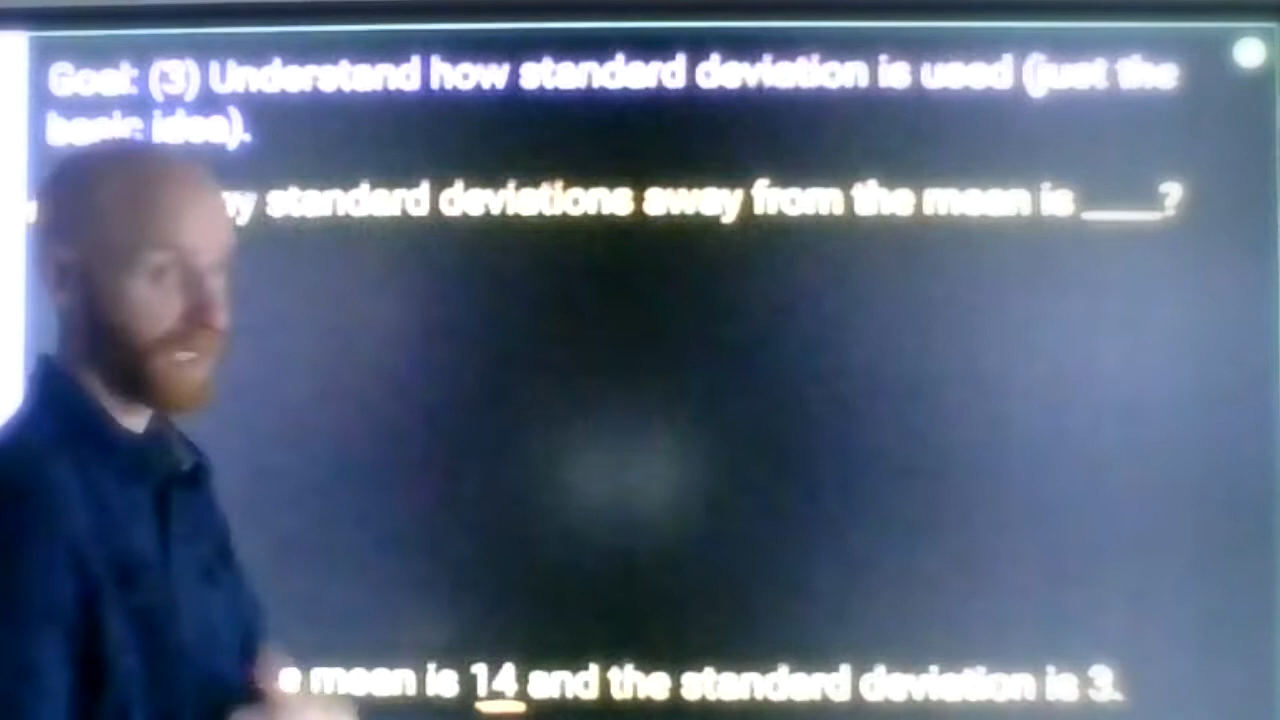 Goal: (3) Understand how standard deviation is used (just the
basic idea).
y standard deviations away from the mean is ____?
mean is 14 and the standard deviation is 3.